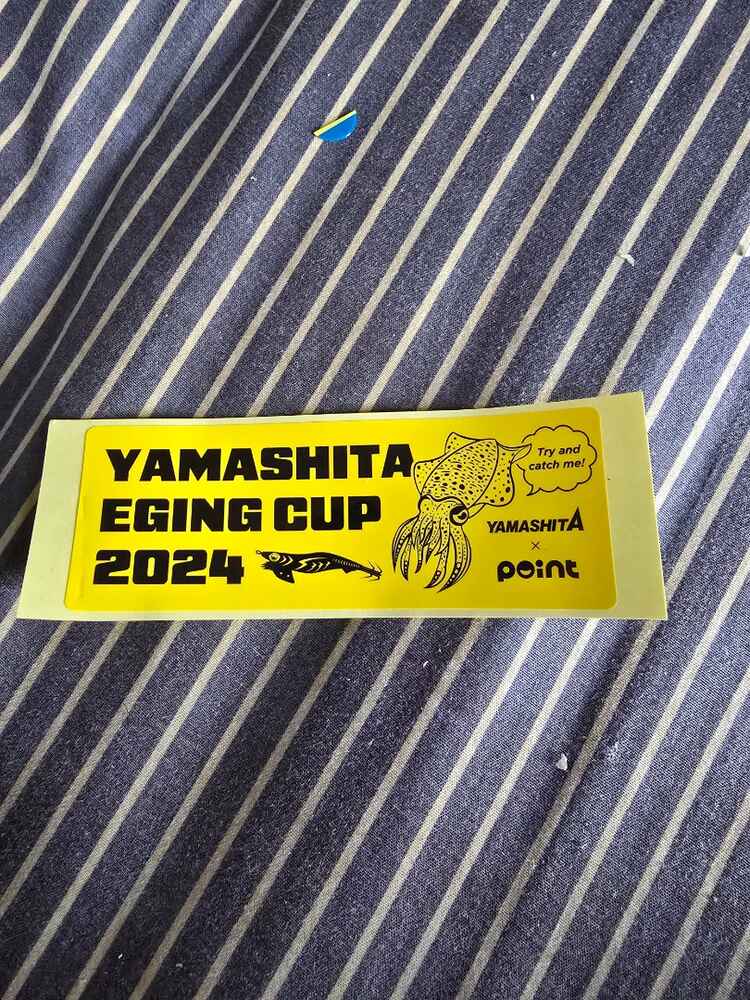 YAMASHITA
EGING CUP
2024
Try and
catch me!
YAMASHITA
×
point